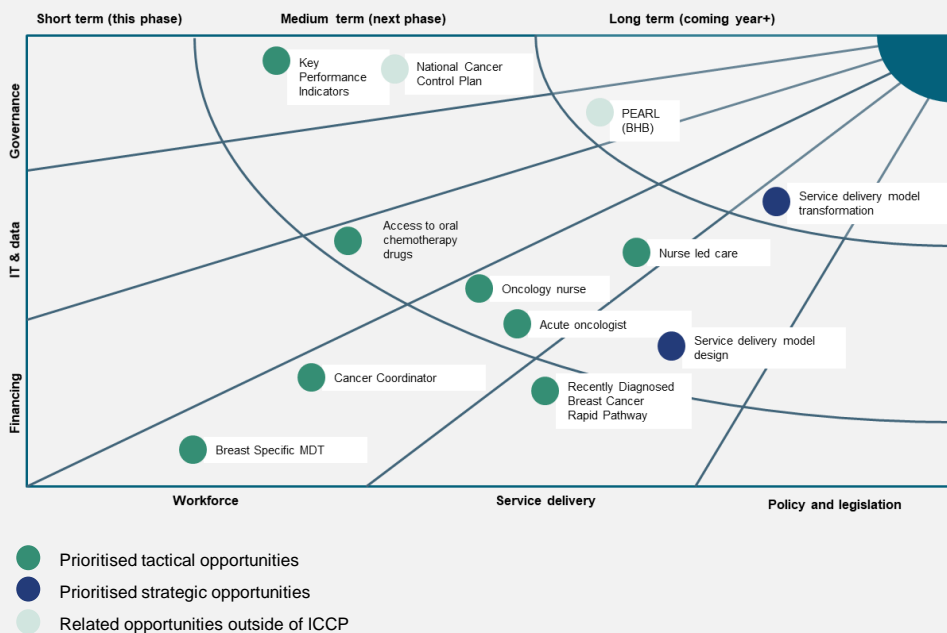 Short term (this phase)
Medium term (next phase)
Long term (coming year+)
Governance
IT & data
Financing
Key
Performance
Indicators
National Cancer
Control Plan
PEARL
(BHB)
Service delivery model
transformation
Access to oral
chemotherapy
drugs
Nurse led care
Oncology nurse
Acute oncologist
Service delivery model
design
Cancer Coordinator
Recently Diagnosed
Breast Cancer
Rapid Pathway
Breast Specific MDT
Workforce
Service delivery
Policy and legislation
Prioritised tactical opportunities
Prioritised strategic opportunities
Related opportunities outside of ICCP